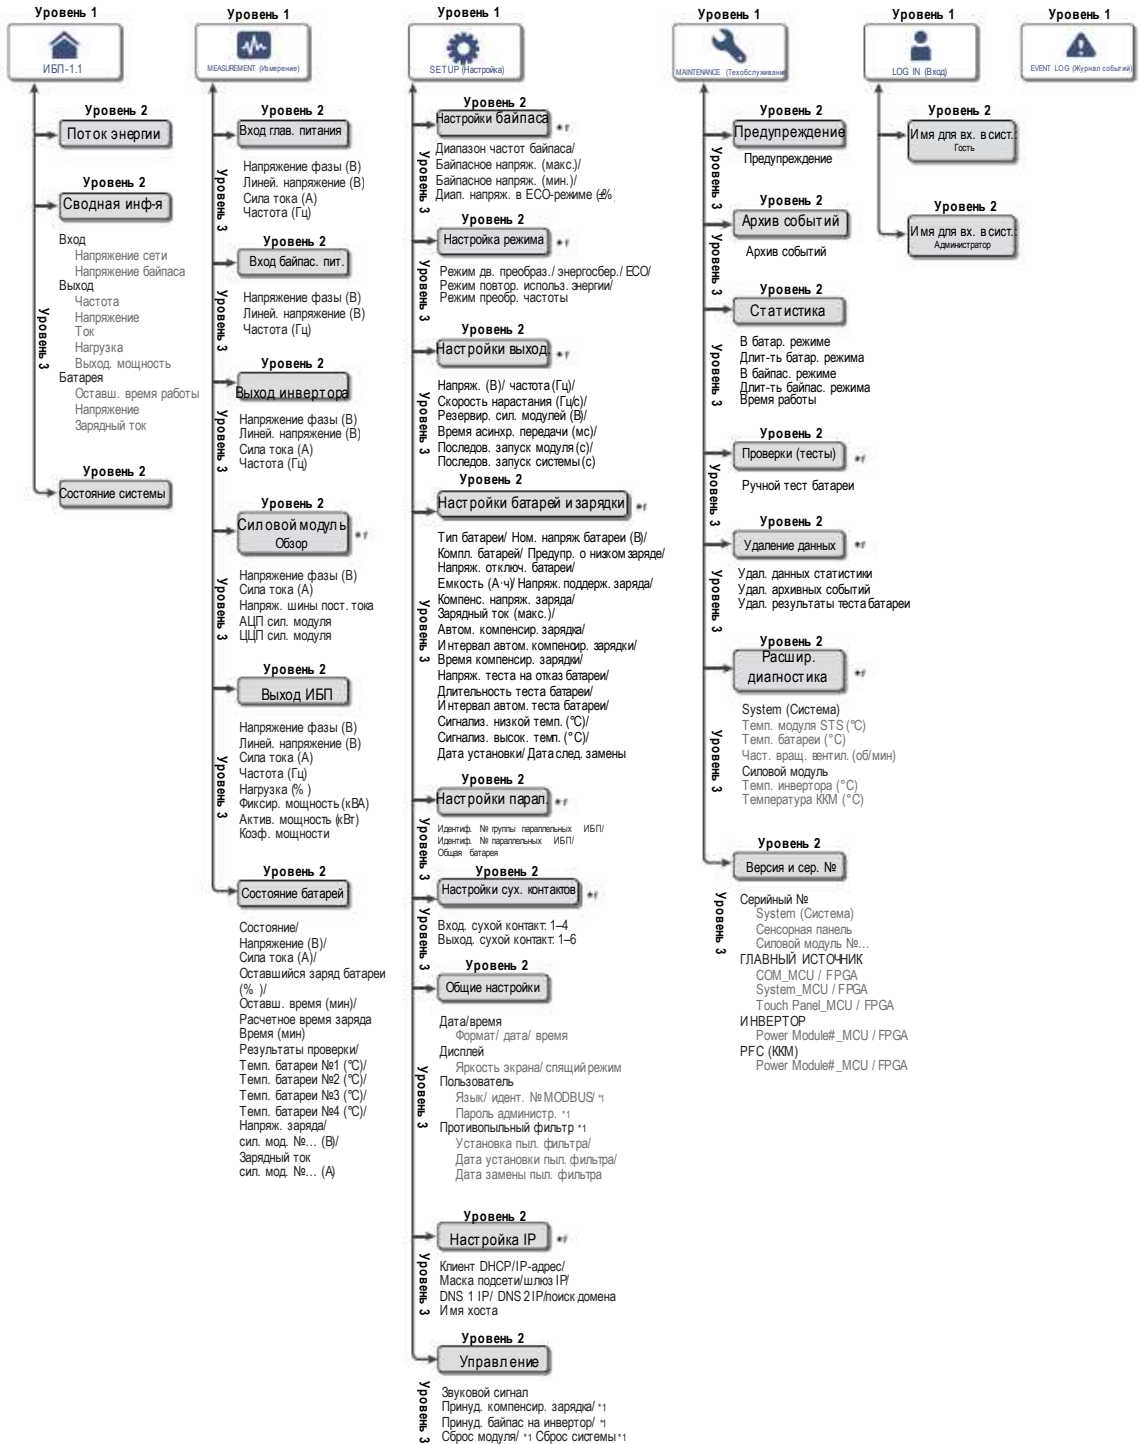 Уровень 1
ИБП-1.1
Уровень 2
Поток энергии
Уровень 2
Сводная инф-я
Уровень 3
Вход
Напряжение сети
Напряжение байпаса
Выход
Частота
Напряжение
Ток
Нагрузка
Выход. мощность
Батарея
Оставш. время работы
Напряжение
Зарядный ток
Уровень 2
Состояние системы
Уровень 1
MEASUREMENT (Измерение)
Уровень 2
Вход глав. питания
Уровень 3
Напряжение фазы (В)
Линей. напряжение (В)
Сила тока (А)
Частота (Гц)
Уровень 2
Вход байпас. пит.
Уровень 3
Напряжение фазы (В)
Линей. напряжение (В)
Частота (Гц)
Уровень 2
Выход инвертора
Уровень 3
Напряжение фазы (В)
Линей. напряжение (В)
Сила тока (А)
Частота (Гц)
Уровень 2
Силовой модуль
Обзор
Уровень 3
Напряжение фазы (В)
Сила тока (А)
Напряж. шины пост. тока
АЦП сил. модуля
ЦЦП сил. модуля
Уровень 2
Выход ИБП
Уровень 3
Напряжение фазы (В)
Линей. напряжение (В)
Сила тока (А)
Частота (Гц)
Нагрузка (% )
Фиксир. мощность (кВА)
Актив. мощность (кВт)
Коэф. мощности
Уровень 2
Состояние батарей
Состояние/
Напряжение (В)/
Сила тока (А)/
Оставшийся заряд батареи
(% )/
Оставш. время (мин)/
Расчетное время заряда
Время (мин)
Результаты проверки/
Темп. батареи №1 (°C)/
Темп. батареи №2 (°C)/
Темп. батареи №3 (°C)/
Темп. батареи №4 (°C)/
Напряж. заряда/
сил. мод. №... (В)/
Зарядный ток
сил. мод. №... (А)
Уровень 1
SETUP (Настройка)
Уровень 2
Настройки байпаса
Уровень 3
Диапазон частот байпаса/
Байпасное напряж. (макс.)/
Байпасное напряж. (мин.)/
Диап. напряж. в ECO-режиме (±%)
Уровень 2
Настройка режима
Уровень 3
Режим дв. преобраз./ энергосбер./ ECO/
Режим повтор. использ. энергии/
Режим преобр. частоты
Уровень 2
Настройки выход.
Уровень 3
Напряж. (В)/ частота (Гц)/
Скорость нарастания (Гц/с)/
Резервир. сил. модулей (В)/
Время асинхр. передачи (мс)/
Последов. запуск модуля (с)/
Последов. запуск системы (с)
Уровень 2
Настройки батарей и зарядки
Уровень 3
Тип батареи/ Ном. напряж батареи (В)/
Компл. батарей/ Предупр. о низком заряде/
Напряж. отключ. батареи/
Емкость (А·ч)/ Напряж. поддерж. заряда/
Компенс. напряж. заряда/
Зарядный ток (макс.)/
Автом. компенсир. зарядка/
Интервал автом. компенсир. зарядки/
Время компенсир. зарядки/
Напряж. теста на отказ батареи/
Длительность теста батареи/
Интервал автом. теста батареи/
Сигнализ. низкой темп. (°C)/
Сигнализ. высок. темп. (°C)/
Дата установки/ Дата след. замены
Уровень 2
Настройки парал.
Уровень 3
Идентиф. № группы параллельных ИБП/
Идентиф. № параллельных ИБП/
Общая батарея
Уровень 2
Настройки сух. контактов
Уровень 3
Вход. сухой контакт: 1–4
Выход. сухой контакт: 1–6
Уровень 2
Общие настройки
Уровень 3
Дата/время
Формат/ дата/ время
Дисплей
Яркость экрана/ спящий режим
Пользователь
Язык/ идент. № MODBUS/ *1
Пароль администр. *1
Противопыльный фильтр *1
Установка пыл. фильтра/
Дата установки пыл. фильтра/
Дата замены пыл. фильтра
Уровень 2
Настройка IP
Уровень 3
Клиент DHCP/IP-адрес/
Маска подсети/шлюз IP/
DNS 1 IP/ DNS 2 IP/поиск домена
Имя хоста
Уровень 2
Управление
Уровень 3
Звуковой сигнал
Принуд. компенсир. зарядка/ *1
Принуд. байпас на инвертор/ *1
Сброс модуля/ *1 Сброс системы *1
Уровень 1
MAINTENANCE (Техобслуживание
Уровень 2
Предупреждение
Уровень 3
Предупреждение
Уровень 2
Архив событий
Уровень 3
Архив событий
Уровень 2
Статистика
Уровень 3
В батар. режиме
Длит-ть батар. режима
В байпас. режиме
Длит-ть байпас. режима
Время работы
Уровень 2
Проверки (тесты)
Уровень 3
Ручной тест батареи
Уровень 2
Удаление данных
Уровень 3
Удал. данных статистики
Удал. архивных событий
Удал. результаты теста батареи
Уровень 2
Расшир.
диагностика
Уровень 3
System (Система)
Темп. модуля STS (°C)
Темп. батареи (°C)
Част. вращ. вентил. (об/мин)
Силовой модуль
Темп. инвертора (°C)
Температура ККМ (°C)
Уровень 2
Версия и сер. №
Уровень 3
Серийный №
System (Система)
Сенсорная панель
Силовой модуль №...
ГЛАВНЫЙ ИСТОЧНИК
COM_MCU / FPGA
System_MCU / FPGA
Touch Panel_MCU / FPGA
ИНВЕРТОР
Power Module#_MCU / FPGA
PFC (ККМ)
Power Module#_MCU / FPGA
Уровень 1
LOG IN (Вход)
Уровень 2
Имя для вх. в сист.:
Гость
Уровень 2
Имя для вх. в сист.:
Администратор
Уровень 1
EVENT LOG (Журнал событий)